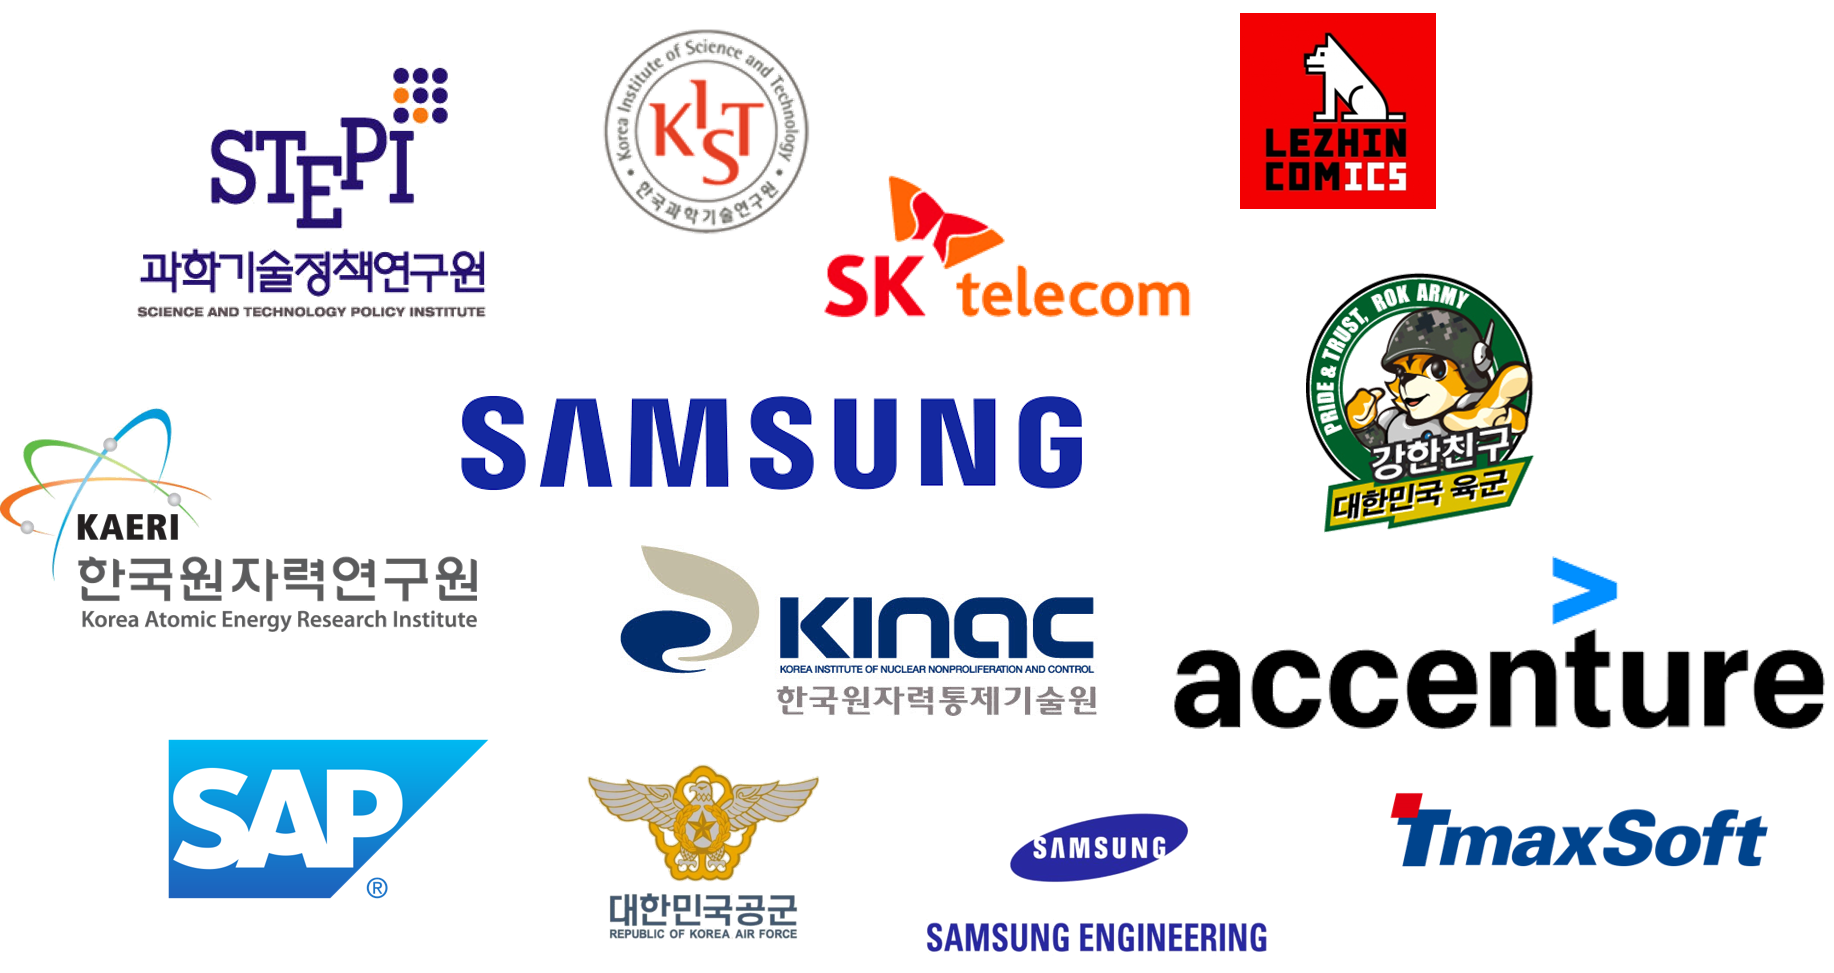 STEPI
과학기술정책연구원
SCIENCE AND TECHNOLOGY POLICY INSTITUTE
Korea Institute of Science and Technology
KIST
한국과학기술연구원
SK telecom
LEZHIN
COMICS
PRIDE & TRUST, ROK ARMY
강한친구
대한민국 육군
SAMSUNG
KAERI
한국원자력연구원
Korea Atomic Energy Research Institute
KINAC
KOREA INSTITUTE OF NUCLEAR NONPROLIFERATION AND CONTROL
한국원자력통제기술원
>
accenture
SAP
®
대한민국공군
REPUBLIC OF KOREA AIR FORCE
SAMSUNG
SAMSUNG ENGINEERING
TmaxSoft